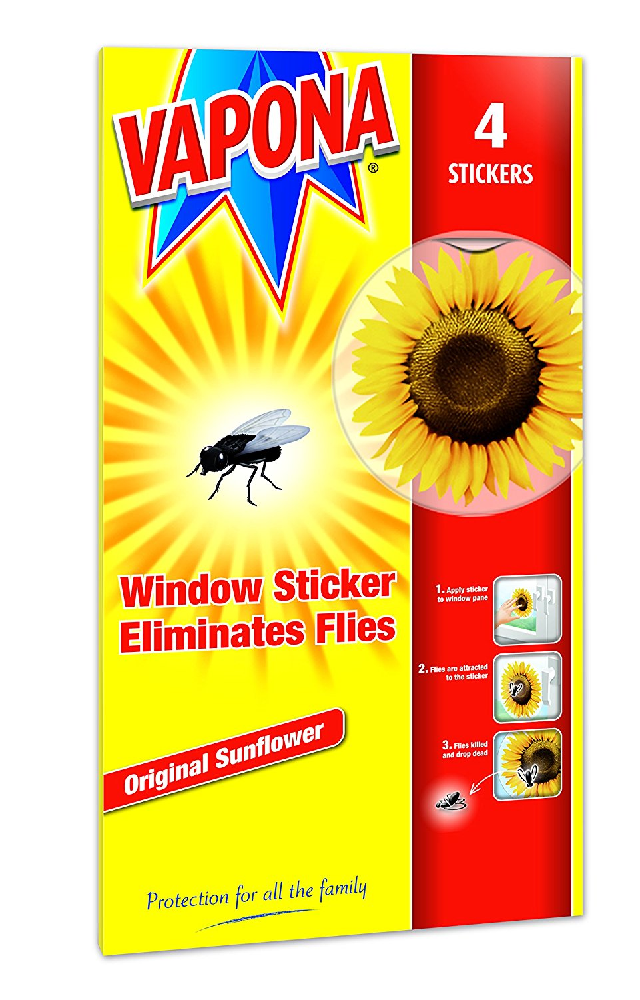 VAPONA
®
4
STICKERS
Window Sticker
Eliminates Flies
1. Apply sticker
to window pane
2. Flies are attracted
to the sticker
3. Flies killed
and drop dead
Original Sunflower
Protection for all the family